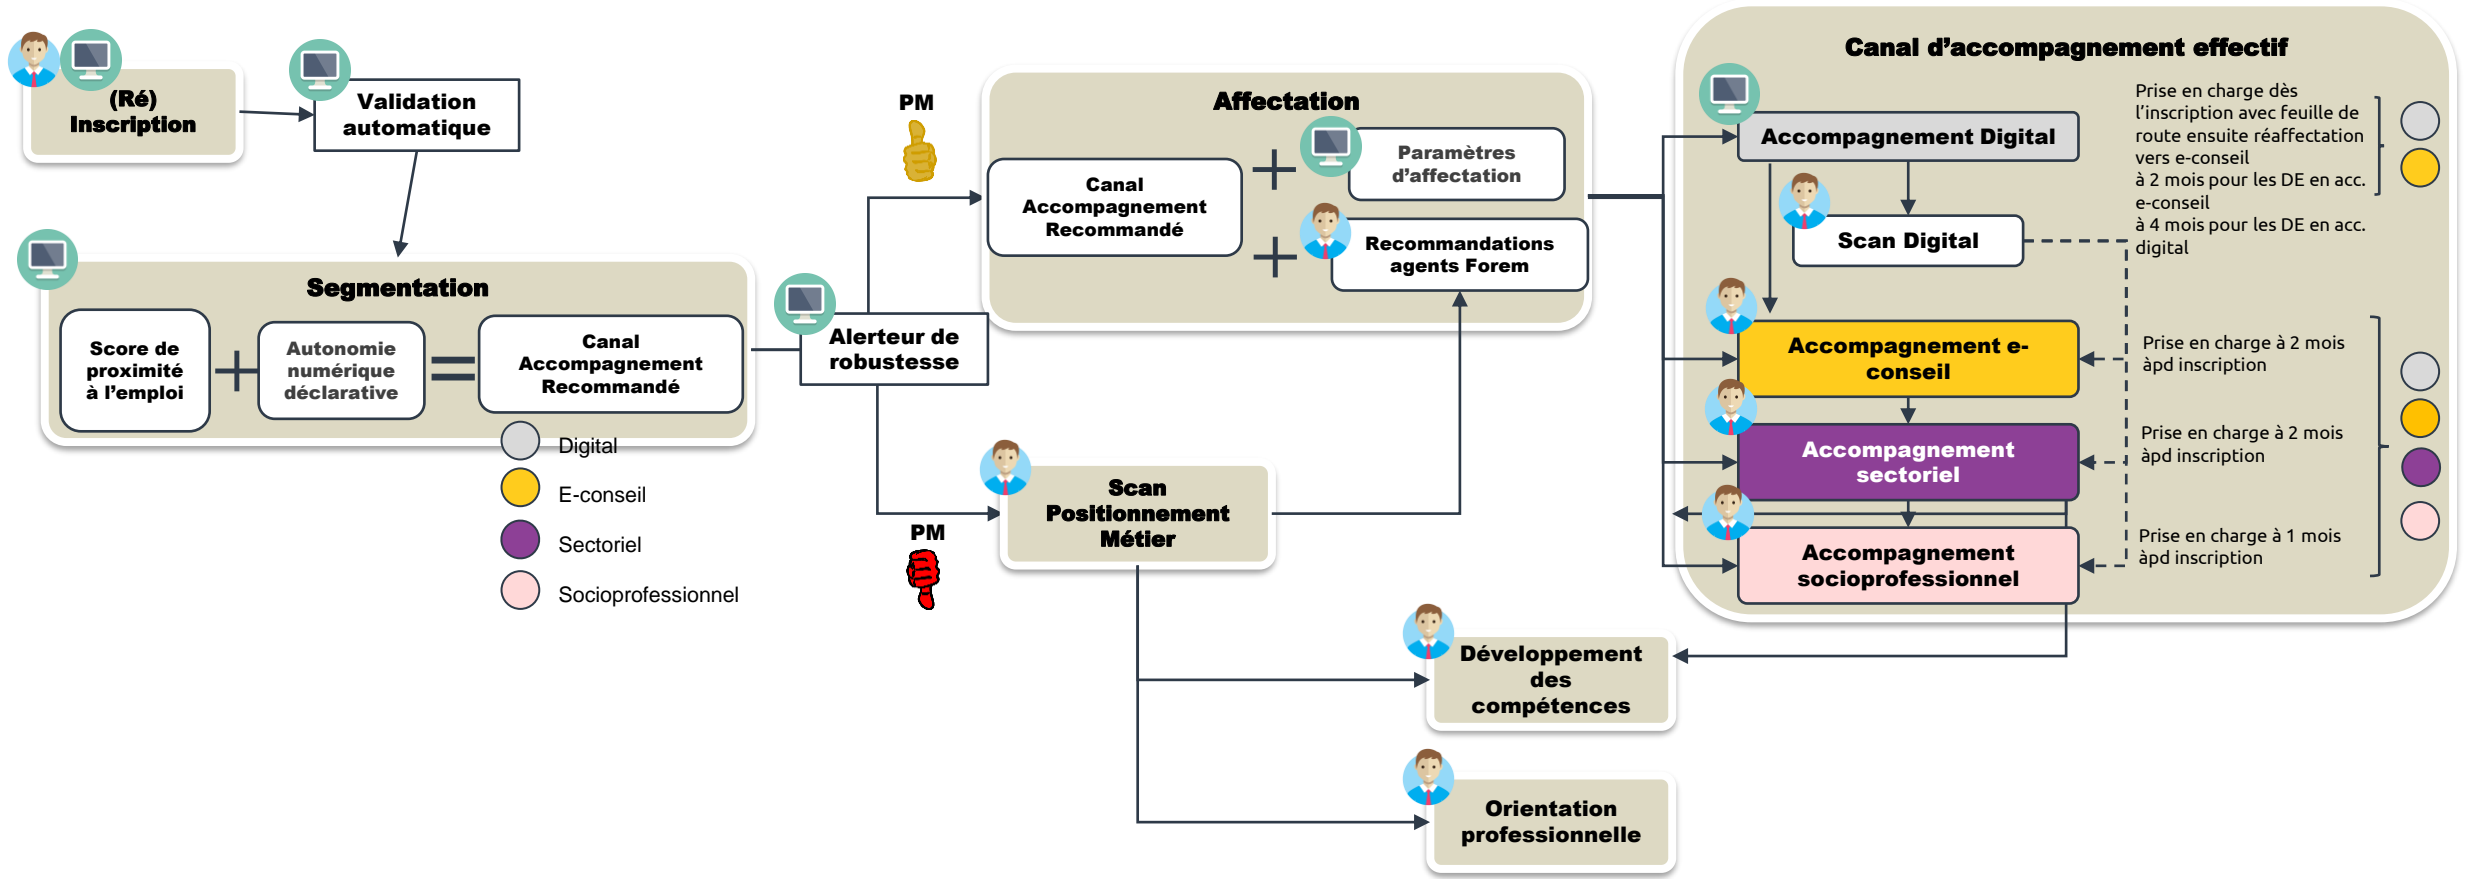 (Ré)
Inscription
Validation
automatique
Segmentation
Score de
proximité
à l'emploi
Autonomie
numérique
déclarative
Canal
Accompagnement
Recommandé
Digital
E-conseil
Sectoriel
Socioprofessionnel
Alerteur de
robustesse
PM
PM
Affectation
Canal
Accompagnement
Recommandé
Paramètres
d'affectation
Recommandations
agents Forem
Scan
Positionnement
Métier
Développement
des
compétences
Orientation
professionnelle
Canal d'accompagnement effectif
Accompagnement Digital
Scan Digital
Accompagnement e-
conseil
Accompagnement
sectoriel
Accompagnement
socioprofessionnel
Prise en charge dès
l'inscription avec feuille de
route ensuite réaffectation
vers e-conseil
à 2 mois pour les DE en acc.
e-conseil
à 4 mois pour les DE en acc.
digital
Prise en charge à 2 mois
àpd inscription
Prise en charge à 2 mois
àpd inscription
Prise en charge à 1 mois
àpd inscription